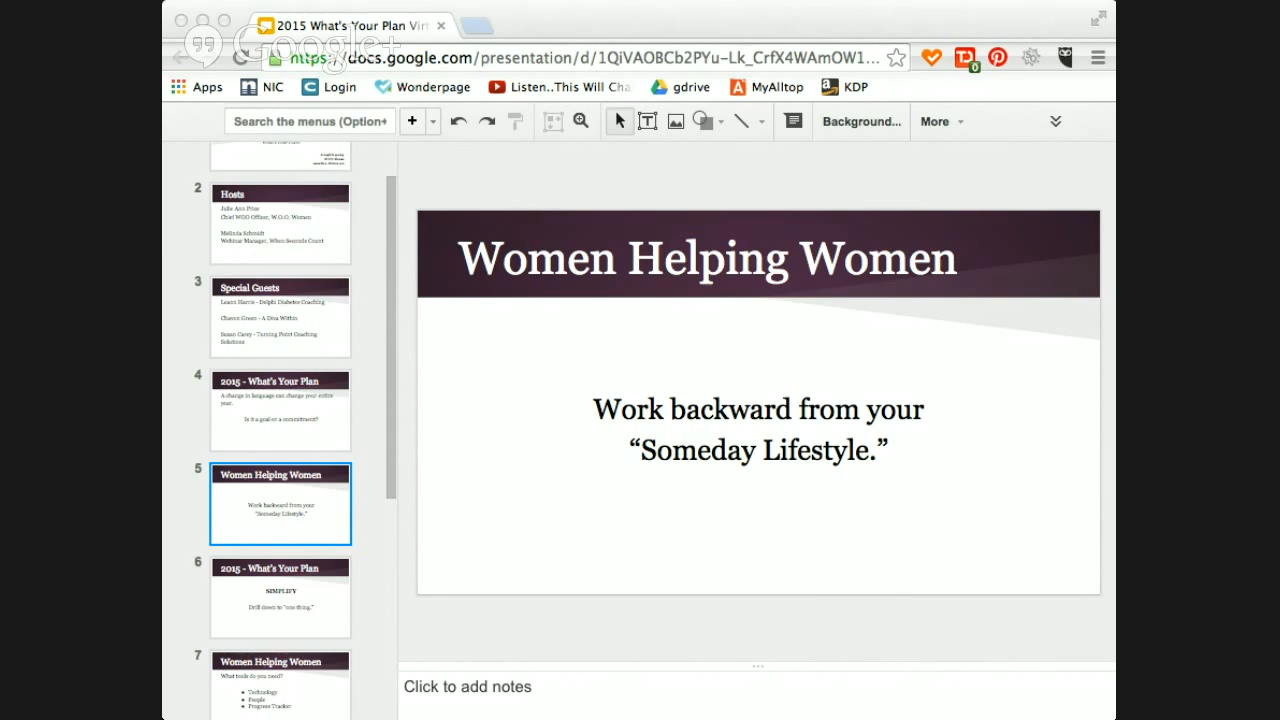 2015 What's Your Plan Virt
Google+
https://docs.google.com/presentation/d/1QiVAOBCb2PYu-Lk_CrfX4WAmOW1...
0
Apps
NIC
Login
Wonderpage
Listen..This Will Cha
gdrive
MyAlltop
KDP
Search the menus (Option+
Background...
More
2
Hosts
Julie Ann Price
Chief WOO Officer, W.O.O. Women
Melinda Schmidt
Webinar Manager, When Seconds Count
3
Special Guests
Leann Harris - Delphi Diabetes Coaching
Chavon Green - A Diva Within
Susan Carey - Turning Point Coaching
Solutions
4
2015 - What's Your Plan
A change in language can change your entire
year.
Is it a goal or a commitment?
5
Women Helping Women
Work backward from your
“Someday Lifestyle.”
6
2015 - What's Your Plan
SIMPLIFY
Drill down to "one thing."
7
Women Helping Women
What tools do you need?
Technology
People
Progress Tracker
Women Helping Women
Work backward from your
“Someday Lifestyle.”
Click to add notes